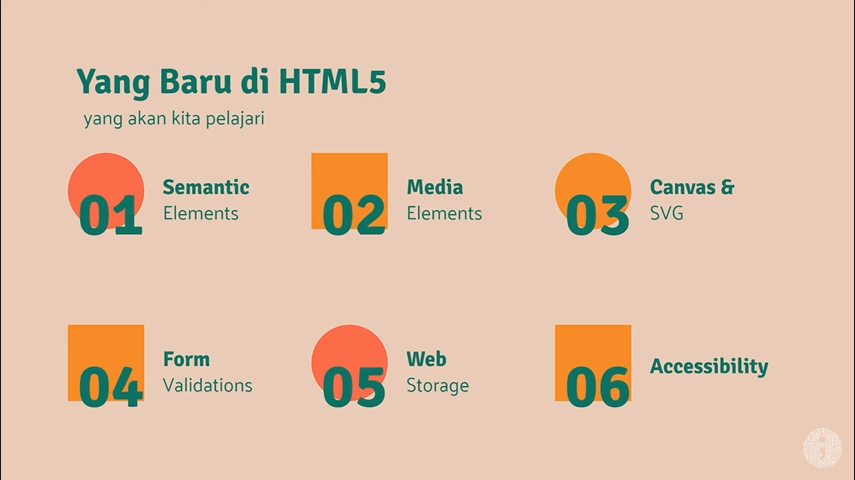 Yang Baru di HTML5
yang akan kita pelajari
01
Semantic
Elements
02
Media
Elements
03
Canvas &
SVG
04
Form
Validations
05
Web
Storage
06
Accessibility